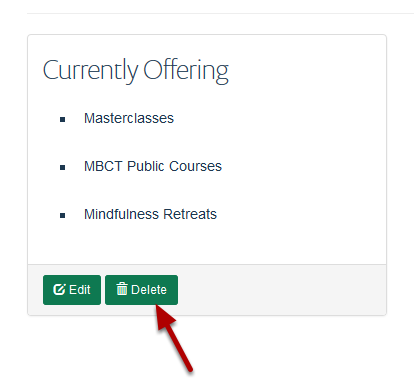 Currently Offering
Masterclasses
MBCT Public Courses
Mindfulness Retreats
Edit Delete